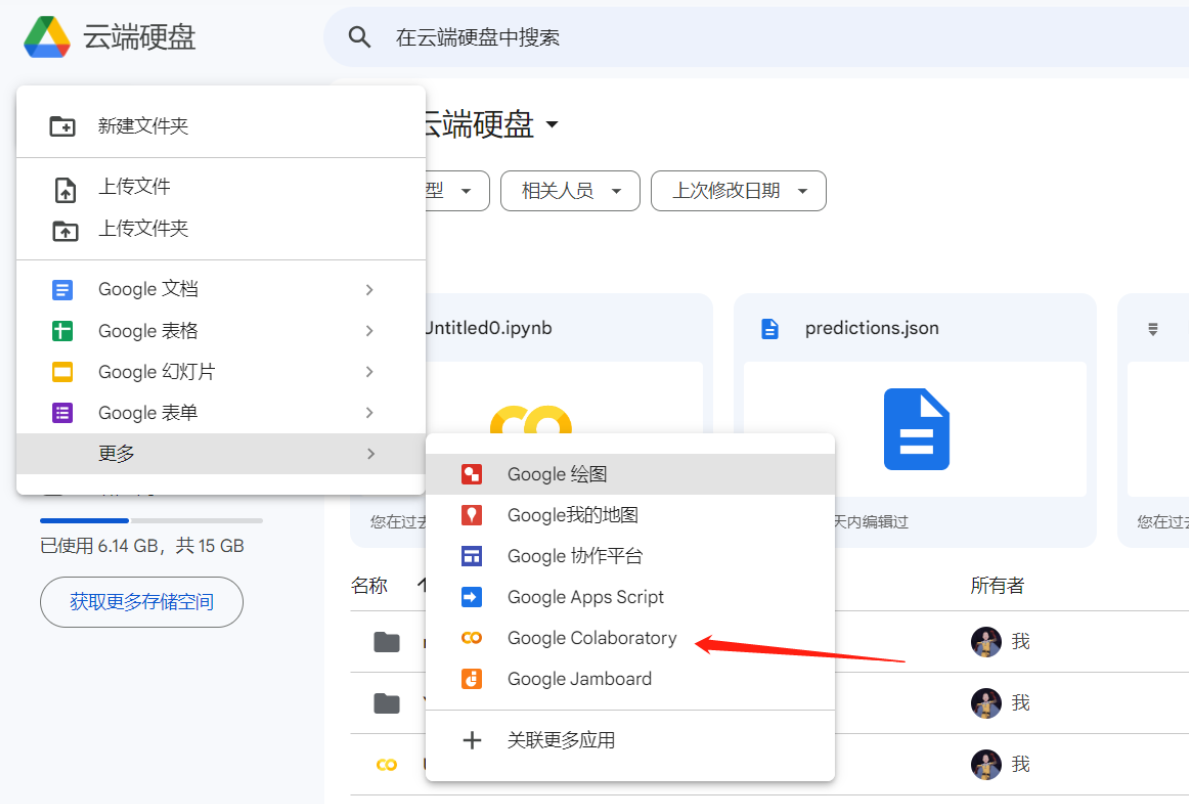 云端硬盘
在云端硬盘中搜索
新建文件夹
上传文件
上传文件夹
Google 文档
Google 表格
Google 幻灯片
Google 表单
更多
Google 绘图
Google我的地图
Google 协作平台
Google Apps Script
Google Colaboratory
Google Jamboard
关联更多应用
已使用 6.14 GB，共 15 GB
获取更多存储空间
云端硬盘
型
相关人员
上次修改日期
Untitled0.ipynb
predictions.json
您在过去
天内编辑过
您在过去
名称
所有者
我
我
我